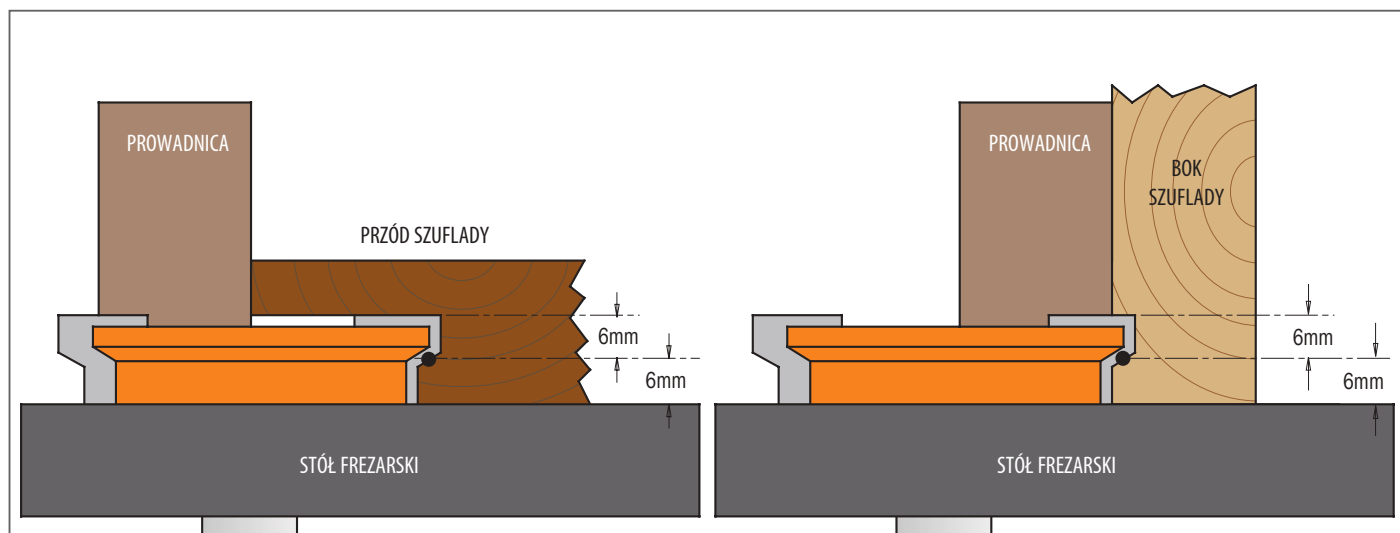 PROWADNICA
PRZÓD SZUFLADY
6mm
6mm
STÓŁ FREZARSKI
PROWADNICA
BOK
SZUFLADY
6mm
6mm
STÓŁ FREZARSKI